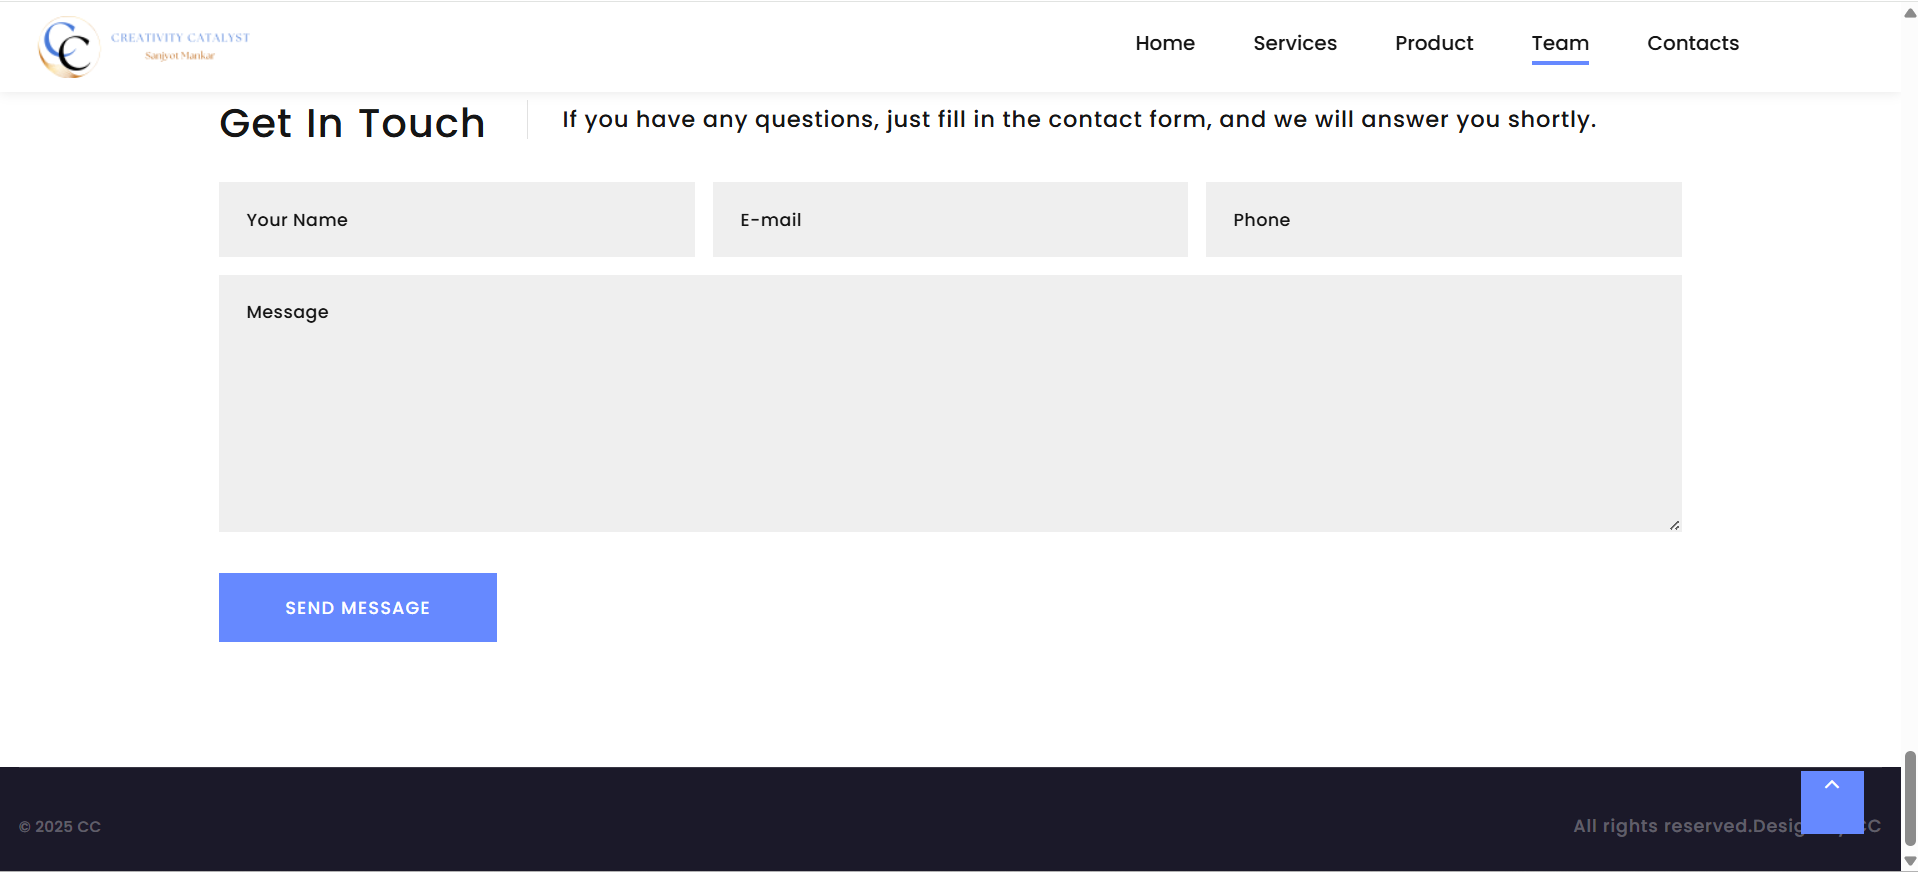 CREATIVITY CATALYST
Sanjyot Mankar
Home Services Product Team Contacts
Get In Touch
If you have any questions, just fill in the contact form, and we will answer you shortly.
Your Name
E-mail
Phone
Message
SEND MESSAGE
© 2025 CC
All rights reserved. CC